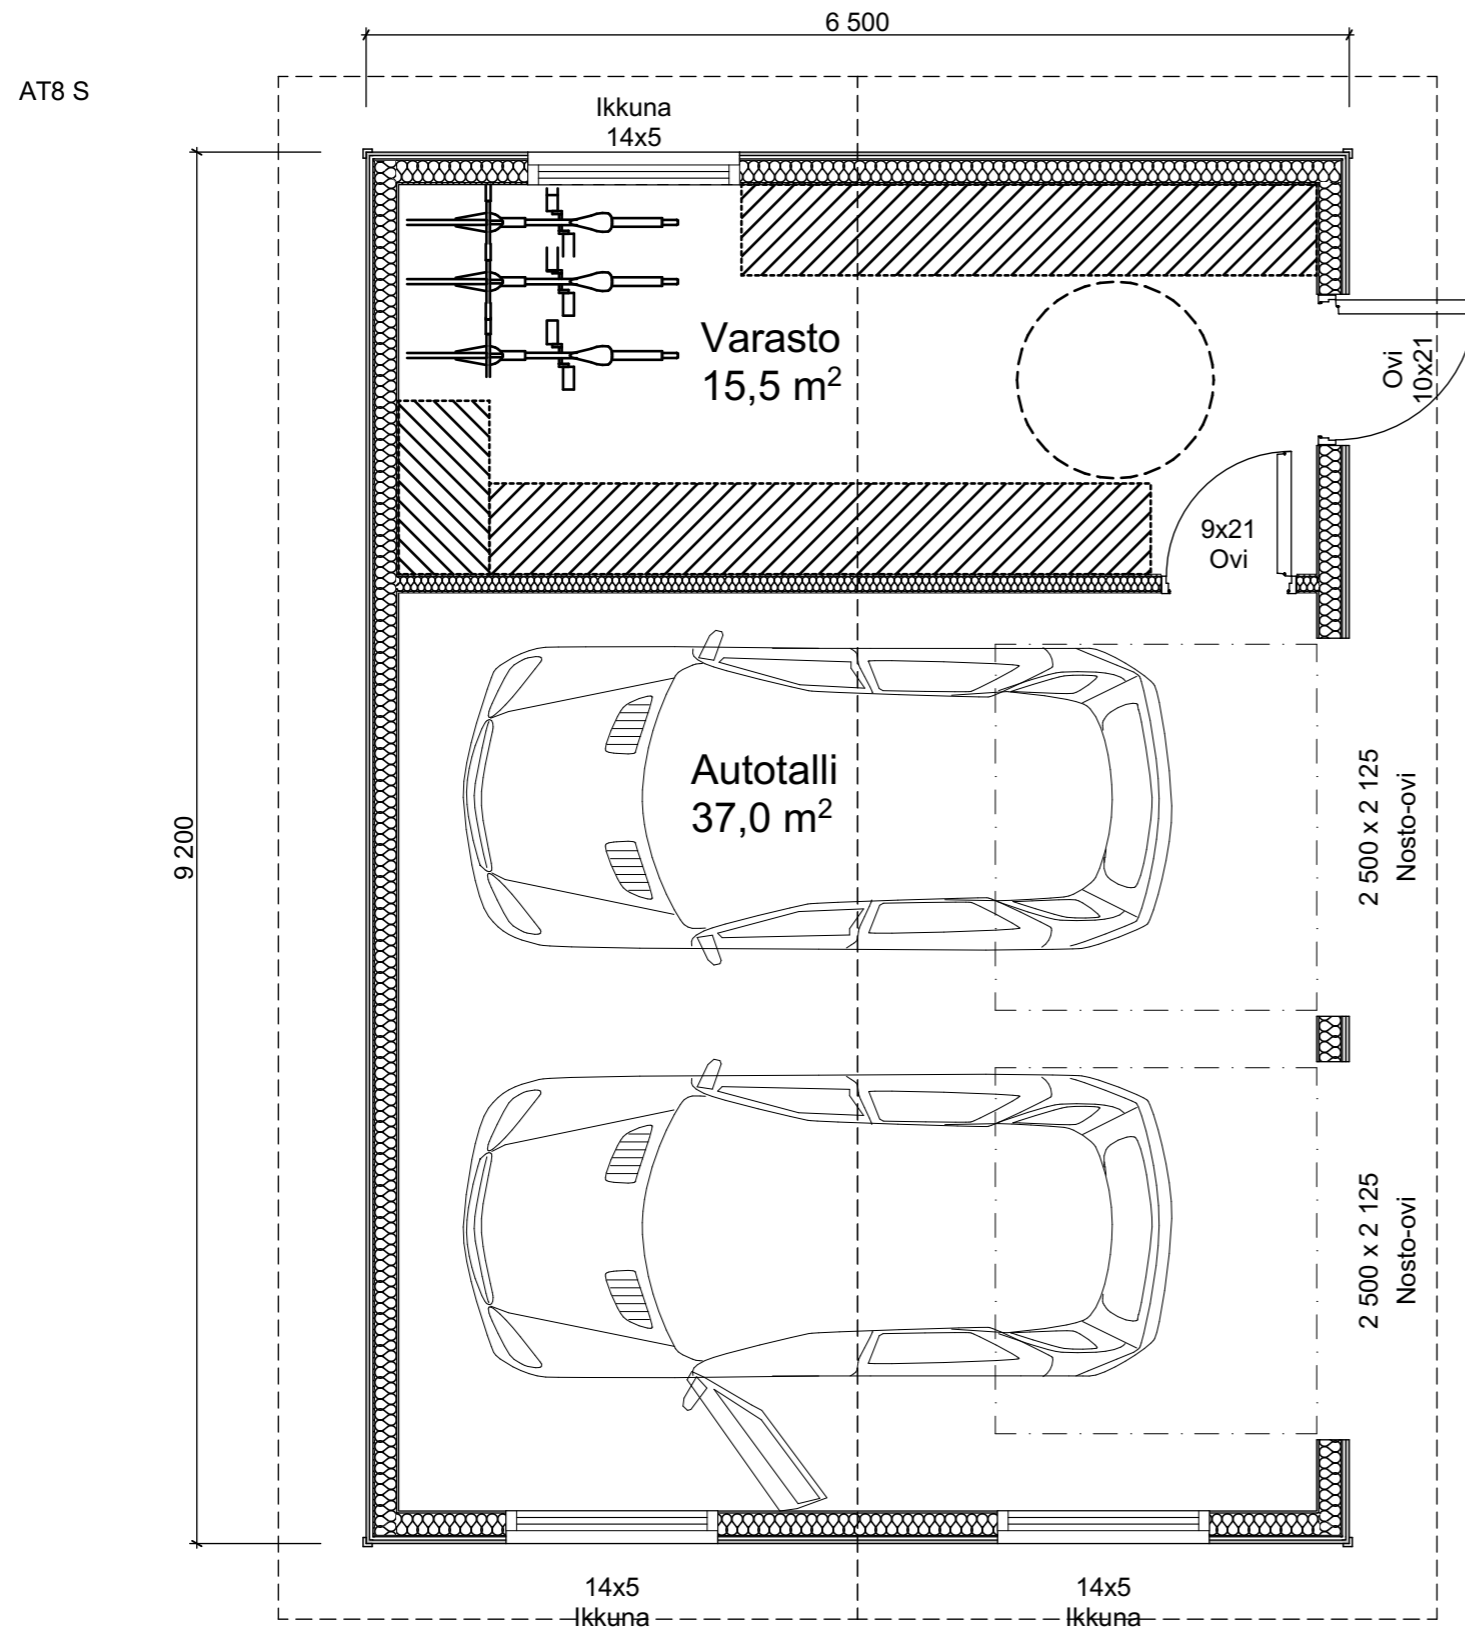 6 500
AT8 S
Ikkuna
14x5
Varasto
15,5 m²
Ovi
10x21
9x21
Ovi
Autotalli
37,0 m²
2 500 x 2 125
Nosto-ovi
9 200
2 500 x 2 125
Nosto-ovi
14x5
Ikkuna
14x5
Ikkuna